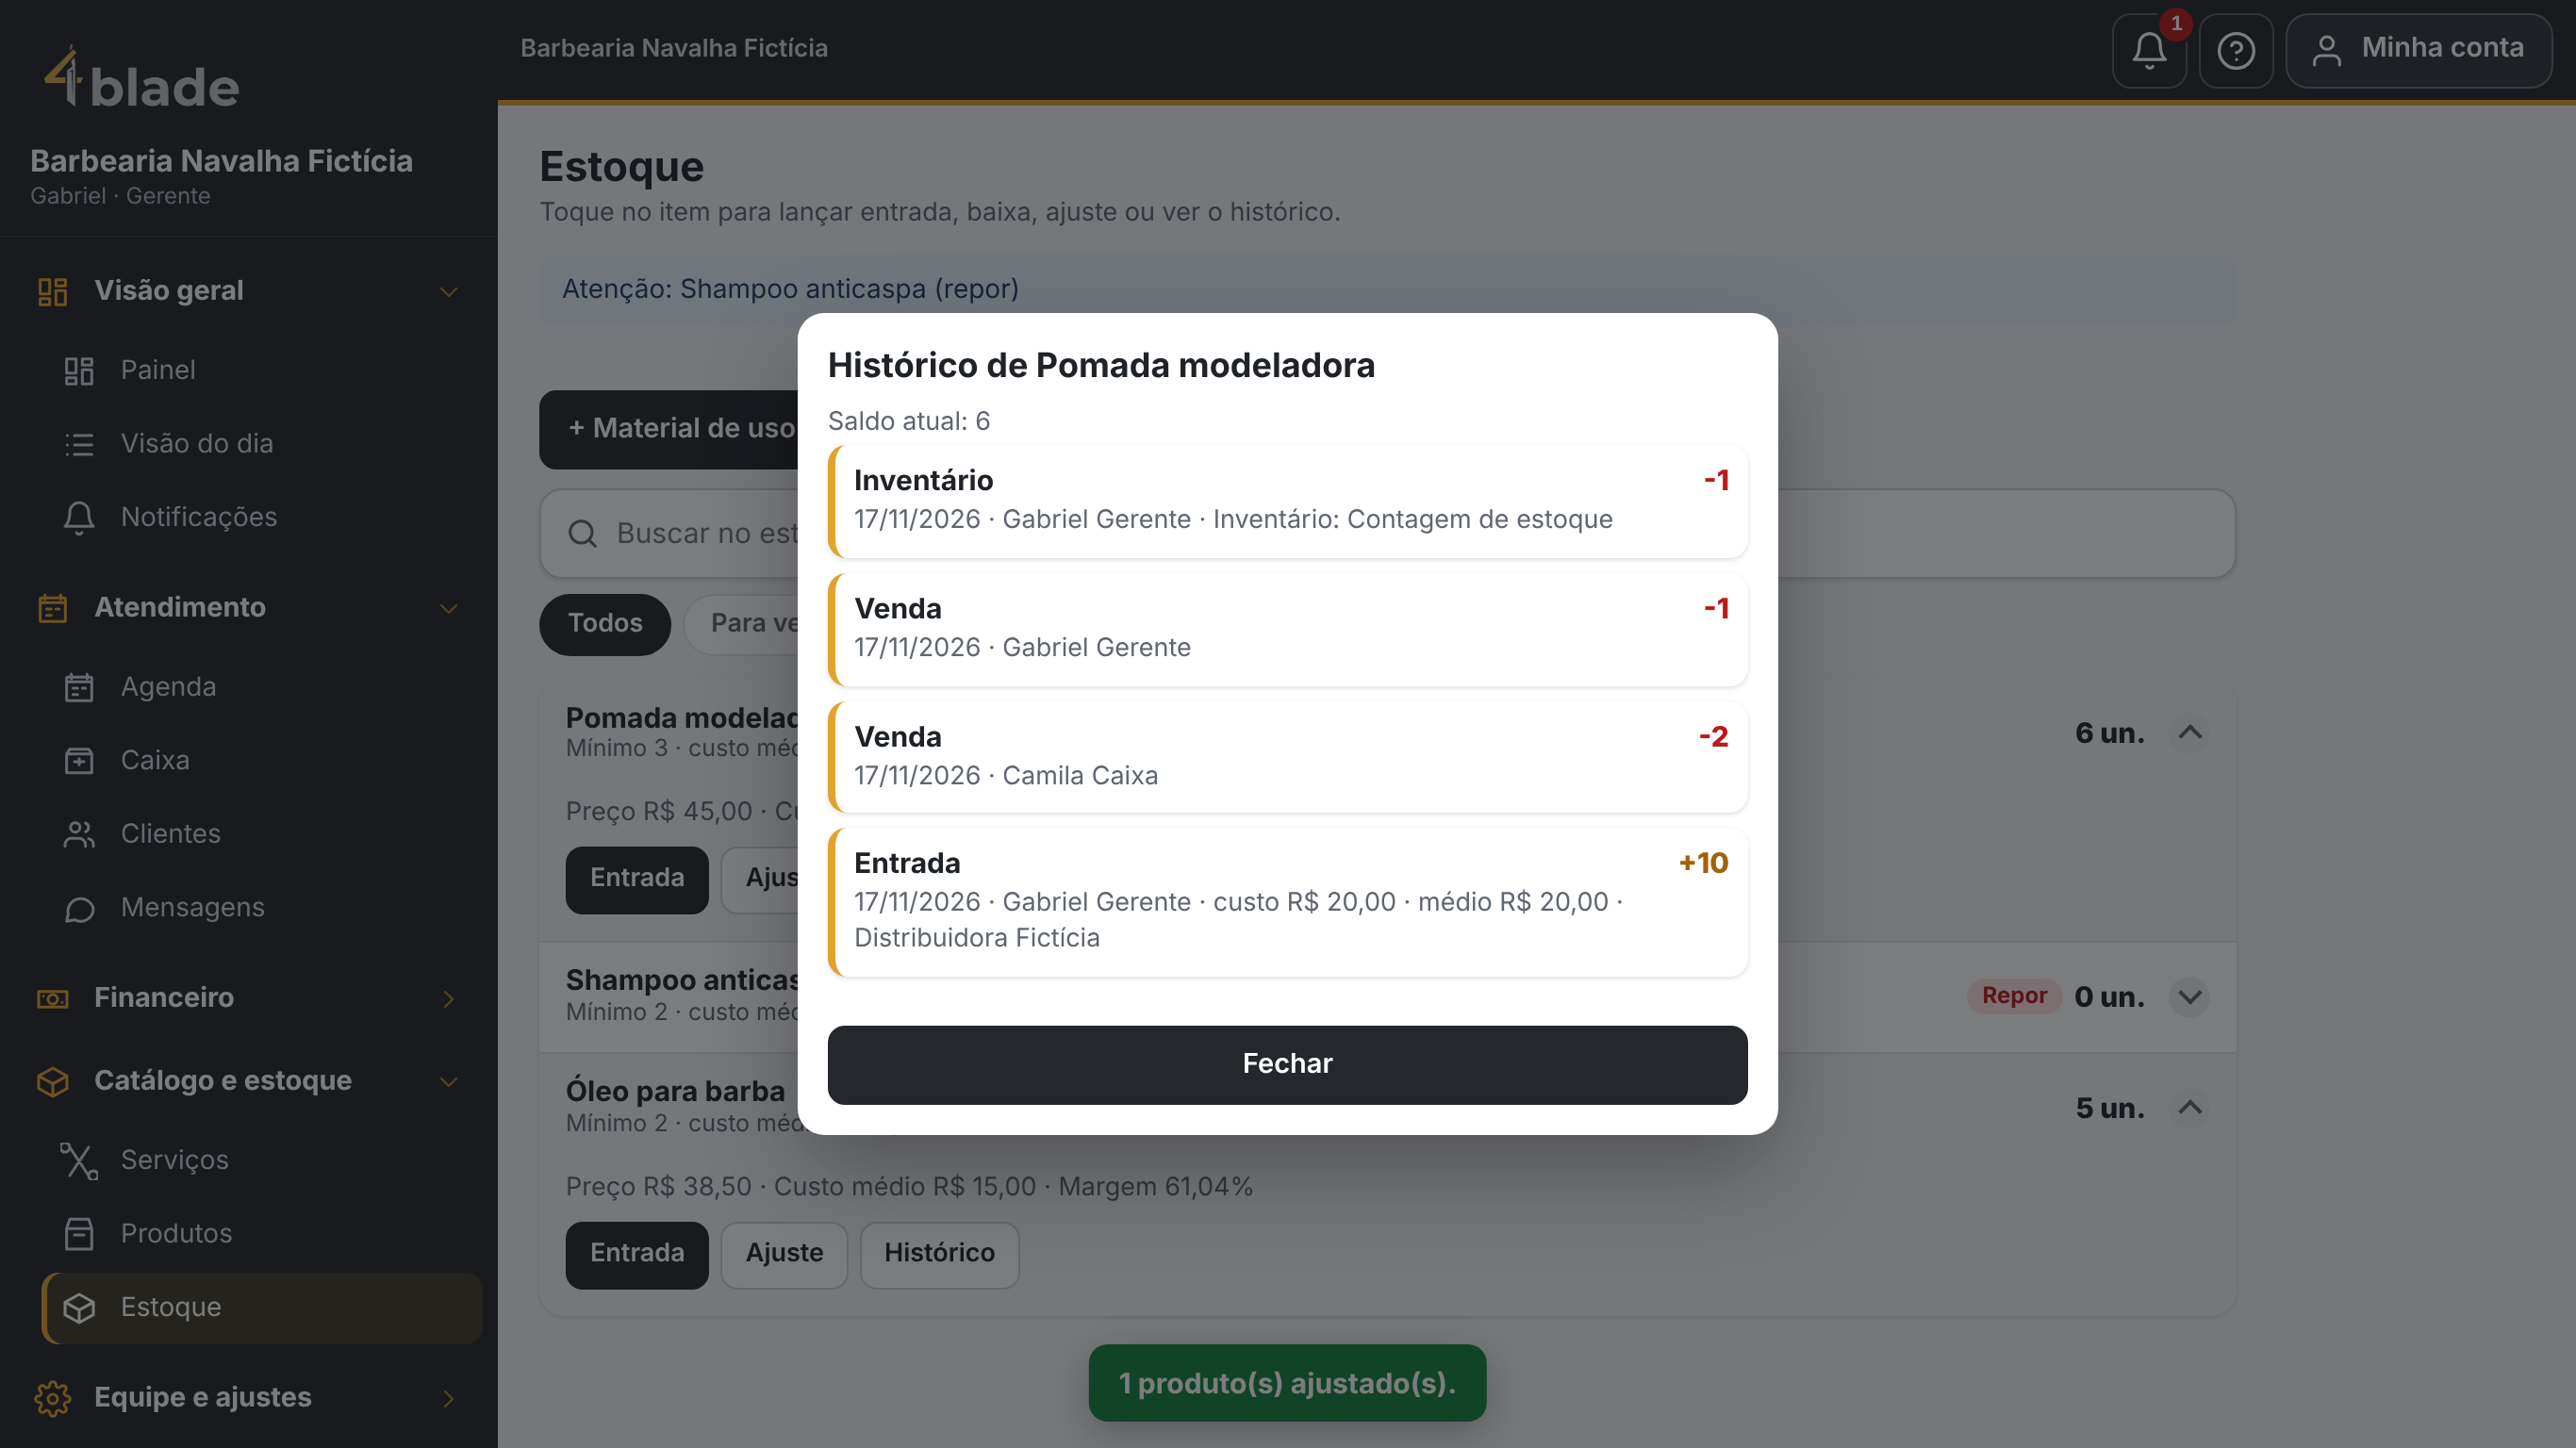 4blade
Barbearia Navalha Fictícia
Gabriel · Gerente
Visão geral
Painel
Visão do dia
Notificações
Atendimento
Agenda
Caixa
Clientes
Mensagens
Financeiro
Catálogo e estoque
Serviços
Produtos
Estoque
Equipe e ajustes
Barbearia Navalha Fictícia
1
Minha conta
Estoque
Toque no item para lançar entrada, baixa, ajuste ou ver o histórico.
Atenção: Shampoo anticaspa (repor)
+ Material de uso
Buscar no est
Todos
Para ve
Pomada modelad
Mínimo 3 · custo méd
6 un.
Preço R$ 45,00 · Cu
Entrada
Ajus
Shampoo anticas
Mínimo 2 · custo méd
Repor
0 un.
Óleo para barba
Mínimo 2 · custo méd
5 un.
Preço R$ 38,50 · Custo médio R$ 15,00 · Margem 61,04%
Entrada
Ajuste
Histórico
Histórico de Pomada modeladora
Saldo atual: 6
Inventário
-1
17/11/2026 · Gabriel Gerente · Inventário: Contagem de estoque
Venda
-1
17/11/2026 · Gabriel Gerente
Venda
-2
17/11/2026 · Camila Caixa
Entrada
+10
17/11/2026 · Gabriel Gerente · custo R$ 20,00 · médio R$ 20,00 ·
Distribuidora Fictícia
Fechar
1 produto(s) ajustado(s).